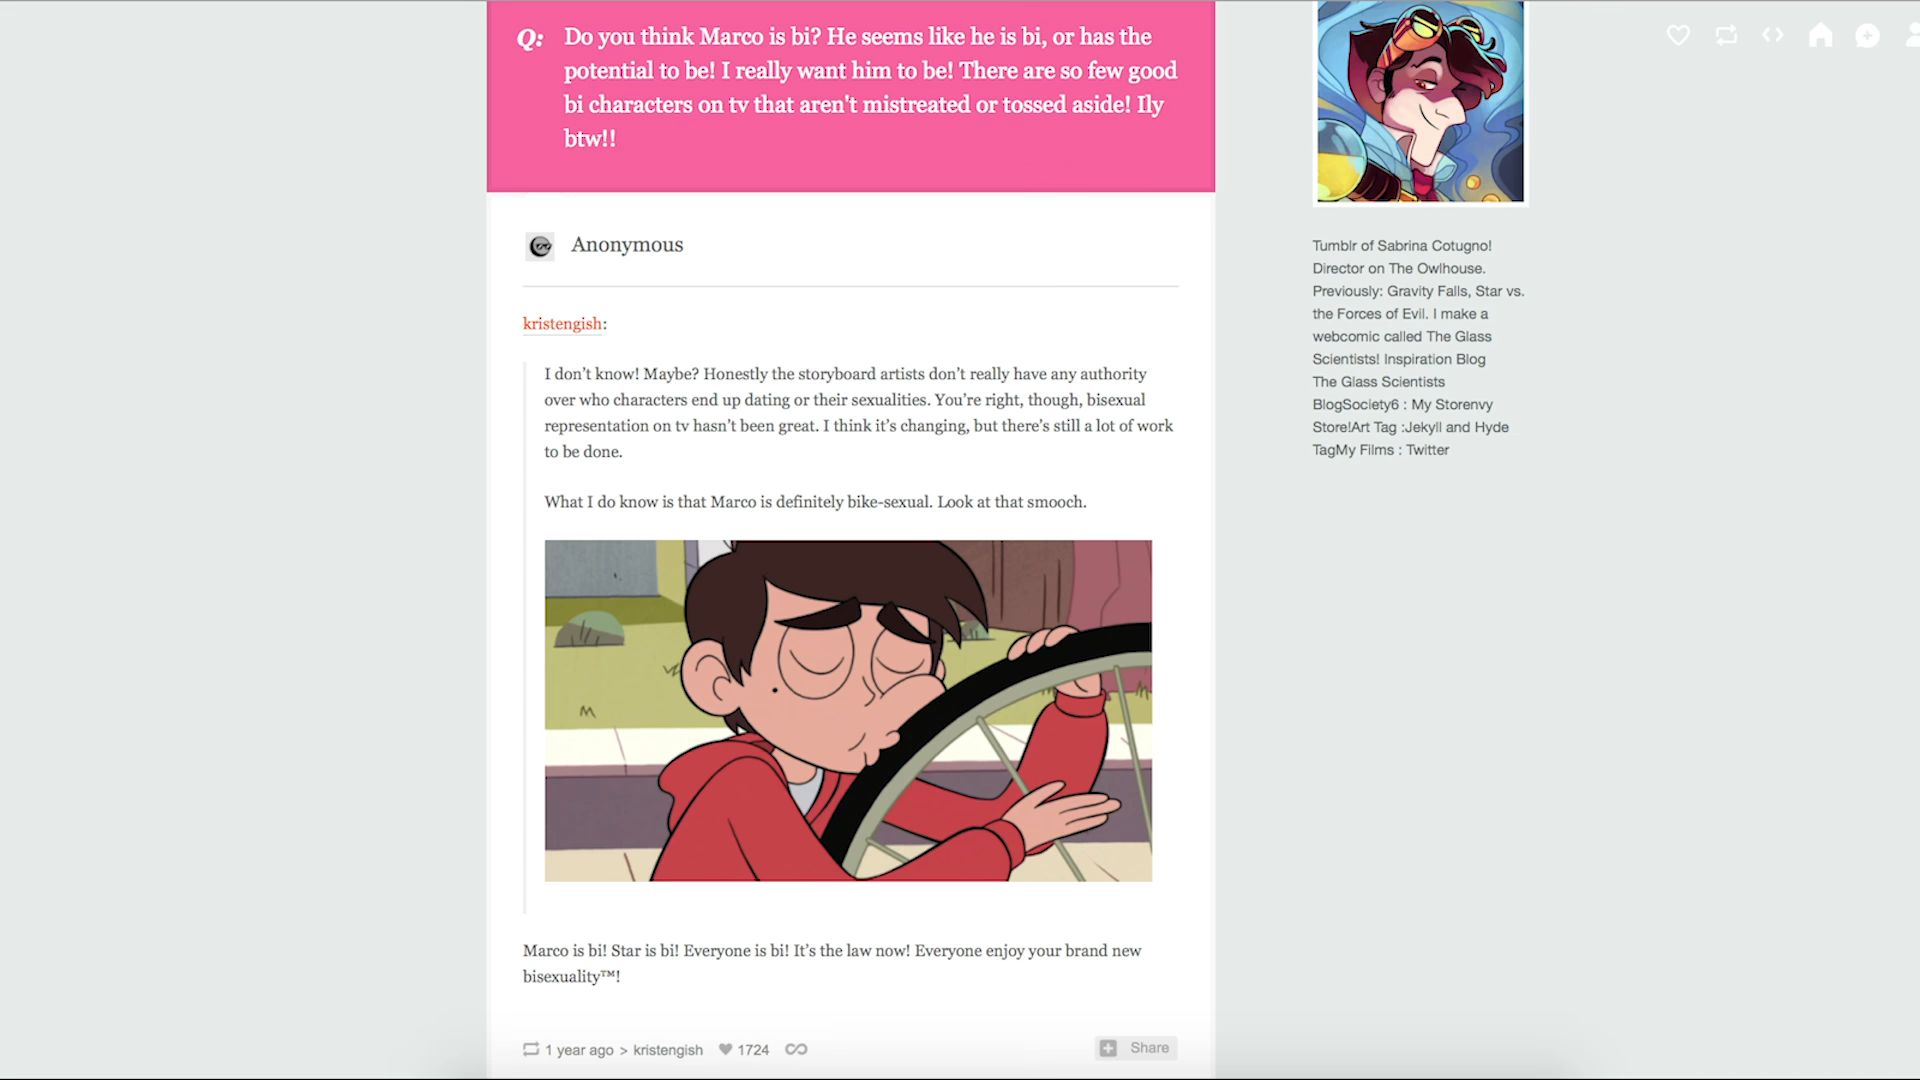 Q: Do you think Marco is bi? He seems like he is bi, or has the
potential to be! I really want him to be! There are so few good
bi characters on tv that aren't mistreated or tossed aside! Ily
btw!!
Anonymous
kristengish:
I don’t know! Maybe? Honestly the storyboard artists don’t really have any authority
over who characters end up dating or their sexualities. You’re right, though, bisexual
representation on tv hasn’t been great. I think it’s changing, but there’s still a lot of work
to be done.
What I do know is that Marco is definitely bike-sexual. Look at that smooch.
Marco is bi! Star is bi! Everyone is bi! It’s the law now! Everyone enjoy your brand new
bisexuality™!
1 year ago > kristengish 1724
Share
Tumblr of Sabrina Cotugno!
Director on The Owlhouse.
Previously: Gravity Falls, Star vs.
the Forces of Evil. I make a
webcomic called The Glass
Scientists! Inspiration Blog
The Glass Scientists
BlogSociety6 : My Storenvy
Store!Art Tag :Jekyll and Hyde
TagMy Films : Twitter